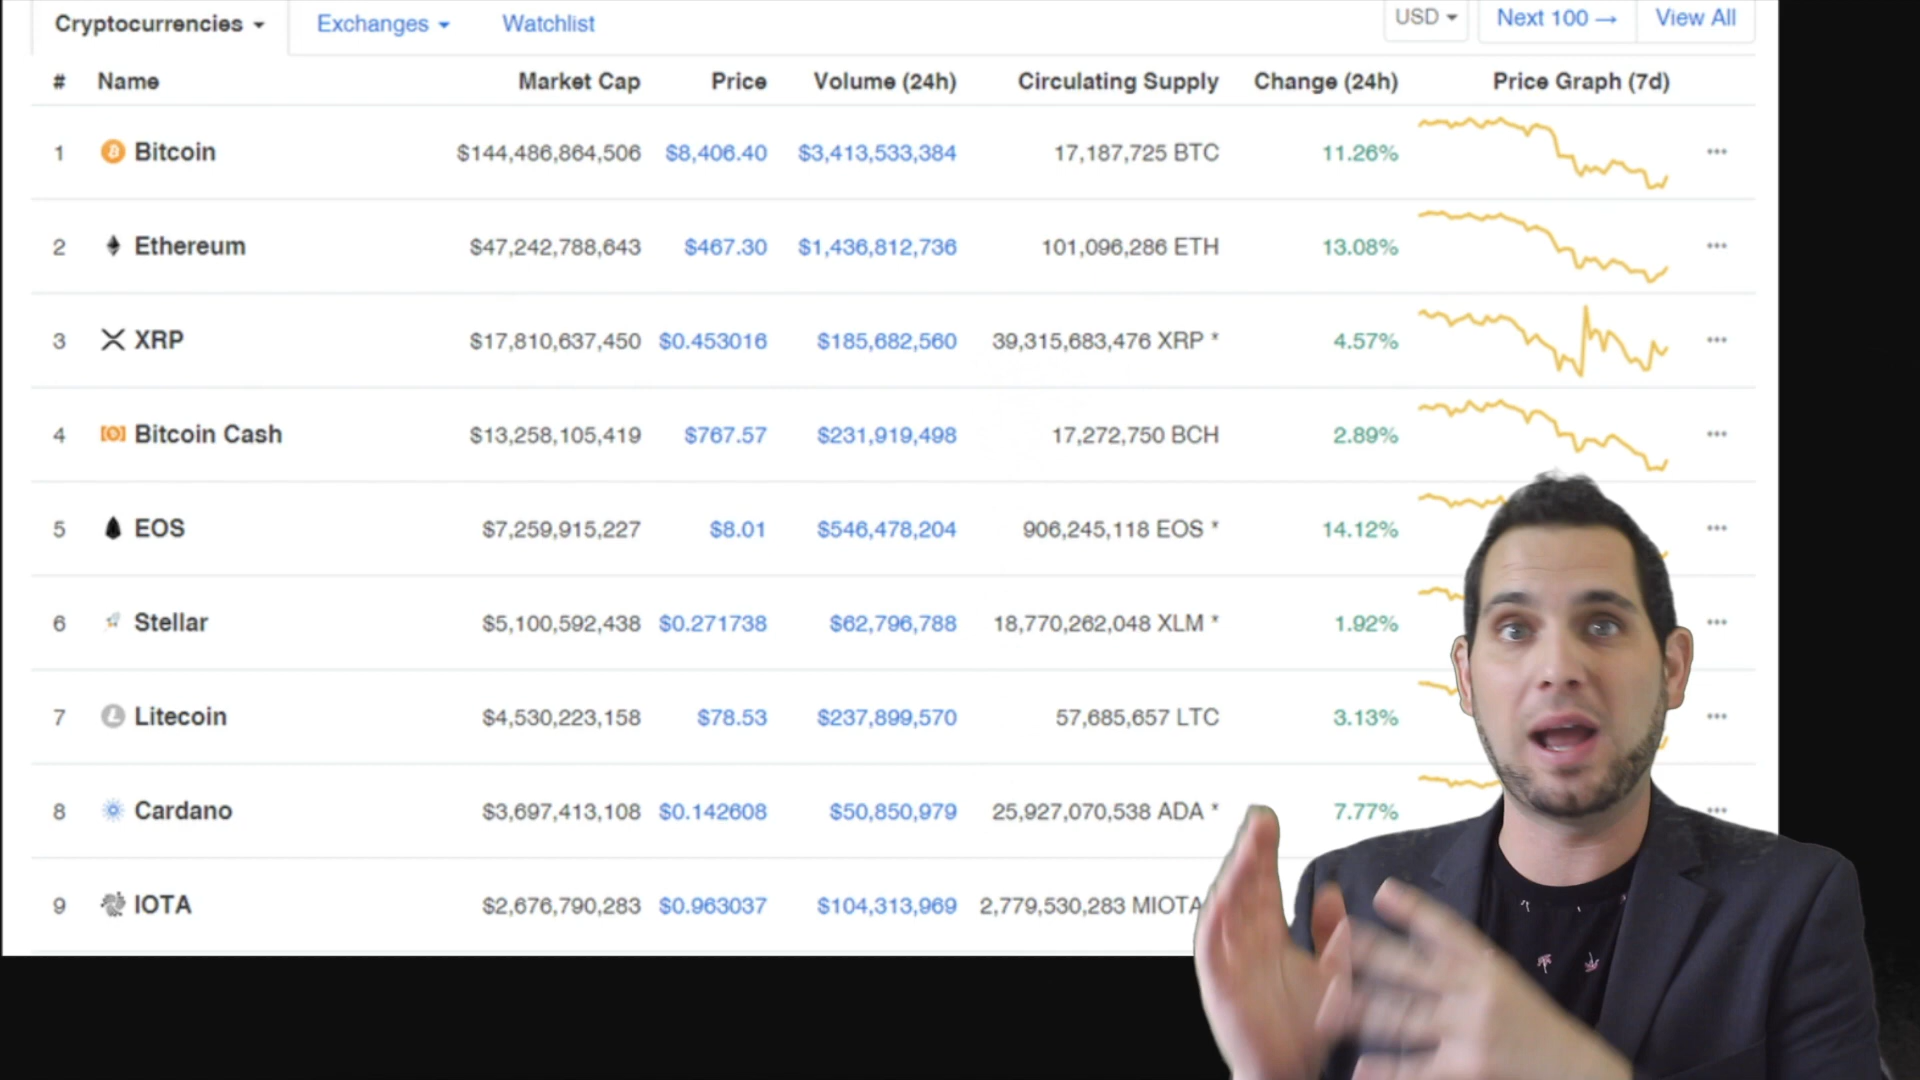 Cryptocurrencies Exchanges Watchlist USD Next 100 → View All
# Name Market Cap Price Volume (24h) Circulating Supply Change (24h) Price Graph (7d)
1 Bitcoin $144,486,864,506 $8,406.40 $3,413,533,384 17,187,725 BTC 11.26%
2 Ethereum $47,242,788,643 $467.30 $1,436,812,736 101,096,286 ETH 13.08%
3 XRP $17,810,637,450 $0.453016 $185,682,560 39,315,683,476 XRP * 4.57%
4 Bitcoin Cash $13,258,105,419 $767.57 $231,919,498 17,272,750 BCH 2.89%
5 EOS $7,259,915,227 $8.01 $546,478,204 906,245,118 EOS * 14.12%
6 Stellar $5,100,592,438 $0.271738 $62,796,788 18,770,262,048 XLM * 1.92%
7 Litecoin $4,530,223,158 $78.53 $237,899,570 57,685,657 LTC 3.13%
8 Cardano $3,697,413,108 $0.142608 $50,850,979 25,927,070,538 ADA * 7.77%
9 IOTA $2,676,790,283 $0.963037 $104,313,969 2,779,530,283 MIOTA